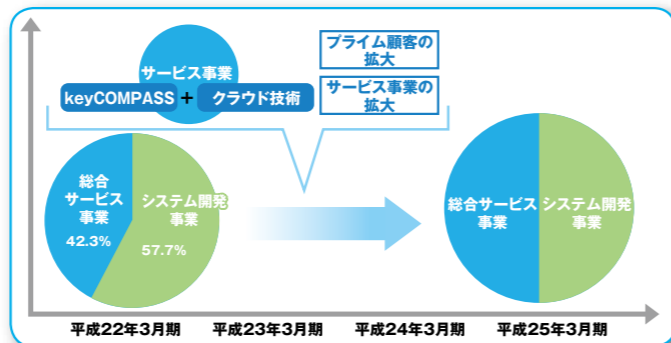 サービス事業
keyCOMPASS + クラウド技術
プライム顧客の
拡大
サービス事業の
拡大
総合
サービス
事業
42.3%
システム開発
事業
57.7%
総合サービス
事業
システム開発
事業
平成22年3月期 平成23年3月期 平成24年3月期 平成25年3月期